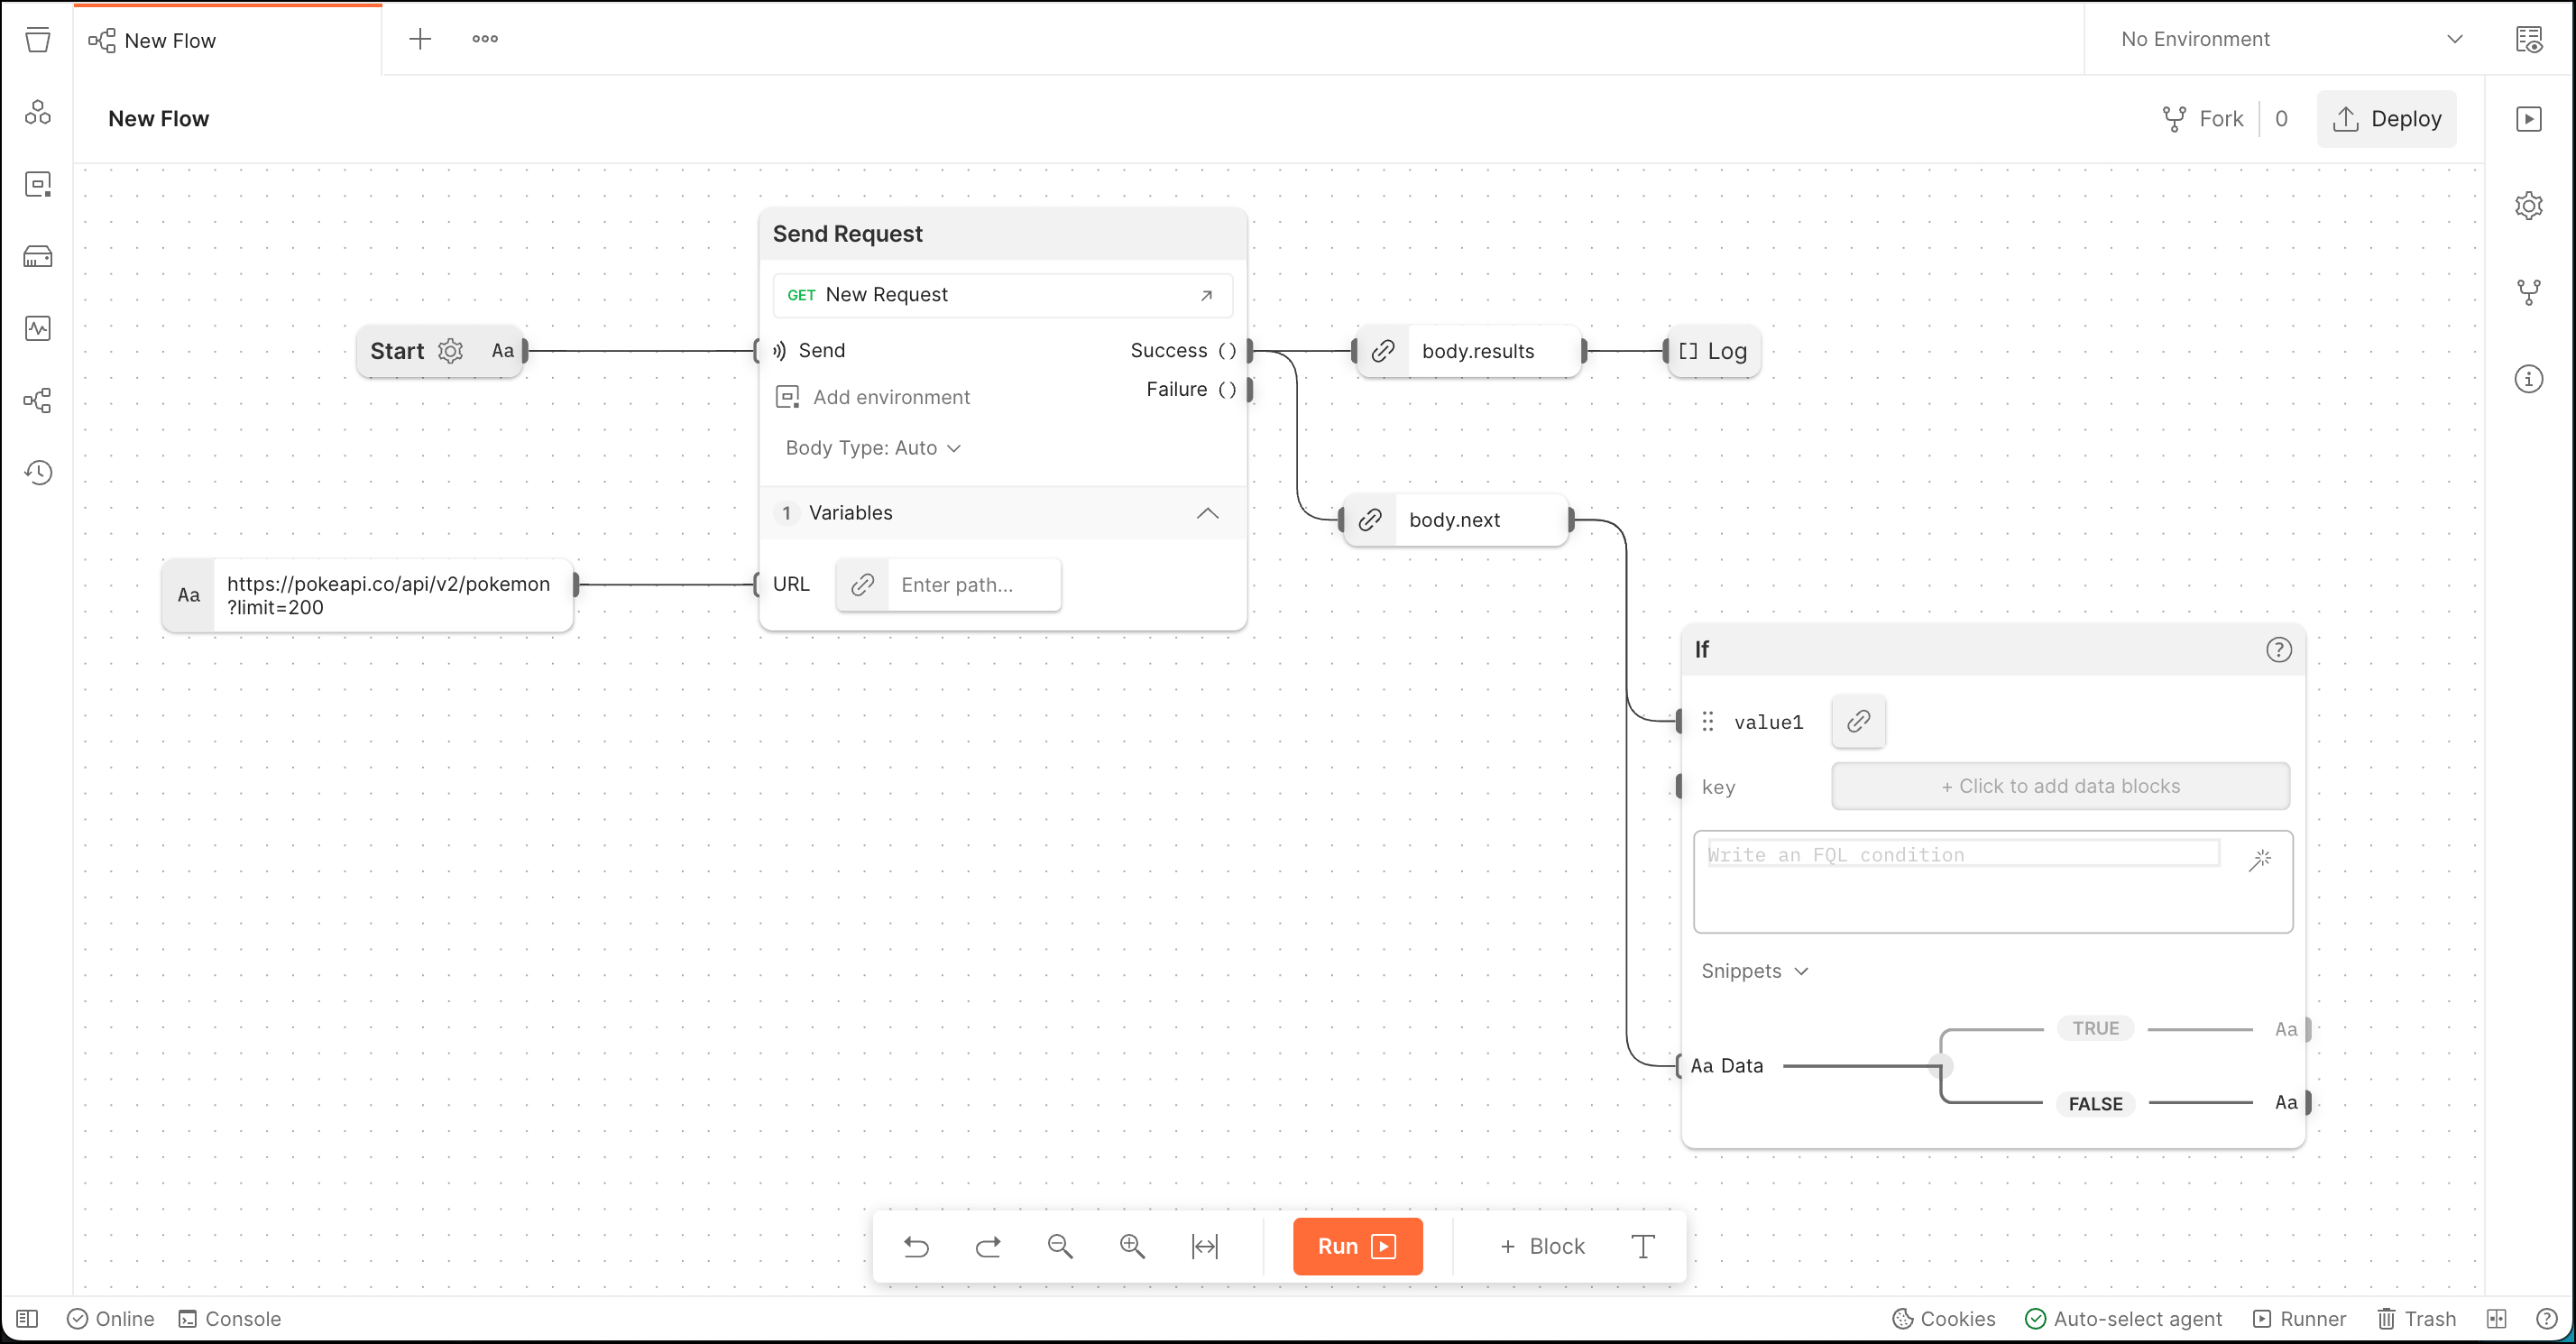 New Flow
No Environment
New Flow
Fork 0
Deploy
Send Request
GET New Request
Start Aa
Send
Success ()
body.results
[] Log
Failure ()
Add environment
Body Type: Auto
1 Variables
body.next
Aa
https://pokeapi.co/api/v2/pokemon
?limit=200
URL
Enter path...
If
?
value1
key
+ Click to add data blocks
Write an FQL condition
Snippets
TRUE
Aa
Aa Data
FALSE
Aa
Run
+ Block
T
Online
Console
Cookies
Auto-select agent
Runner
Trash
?